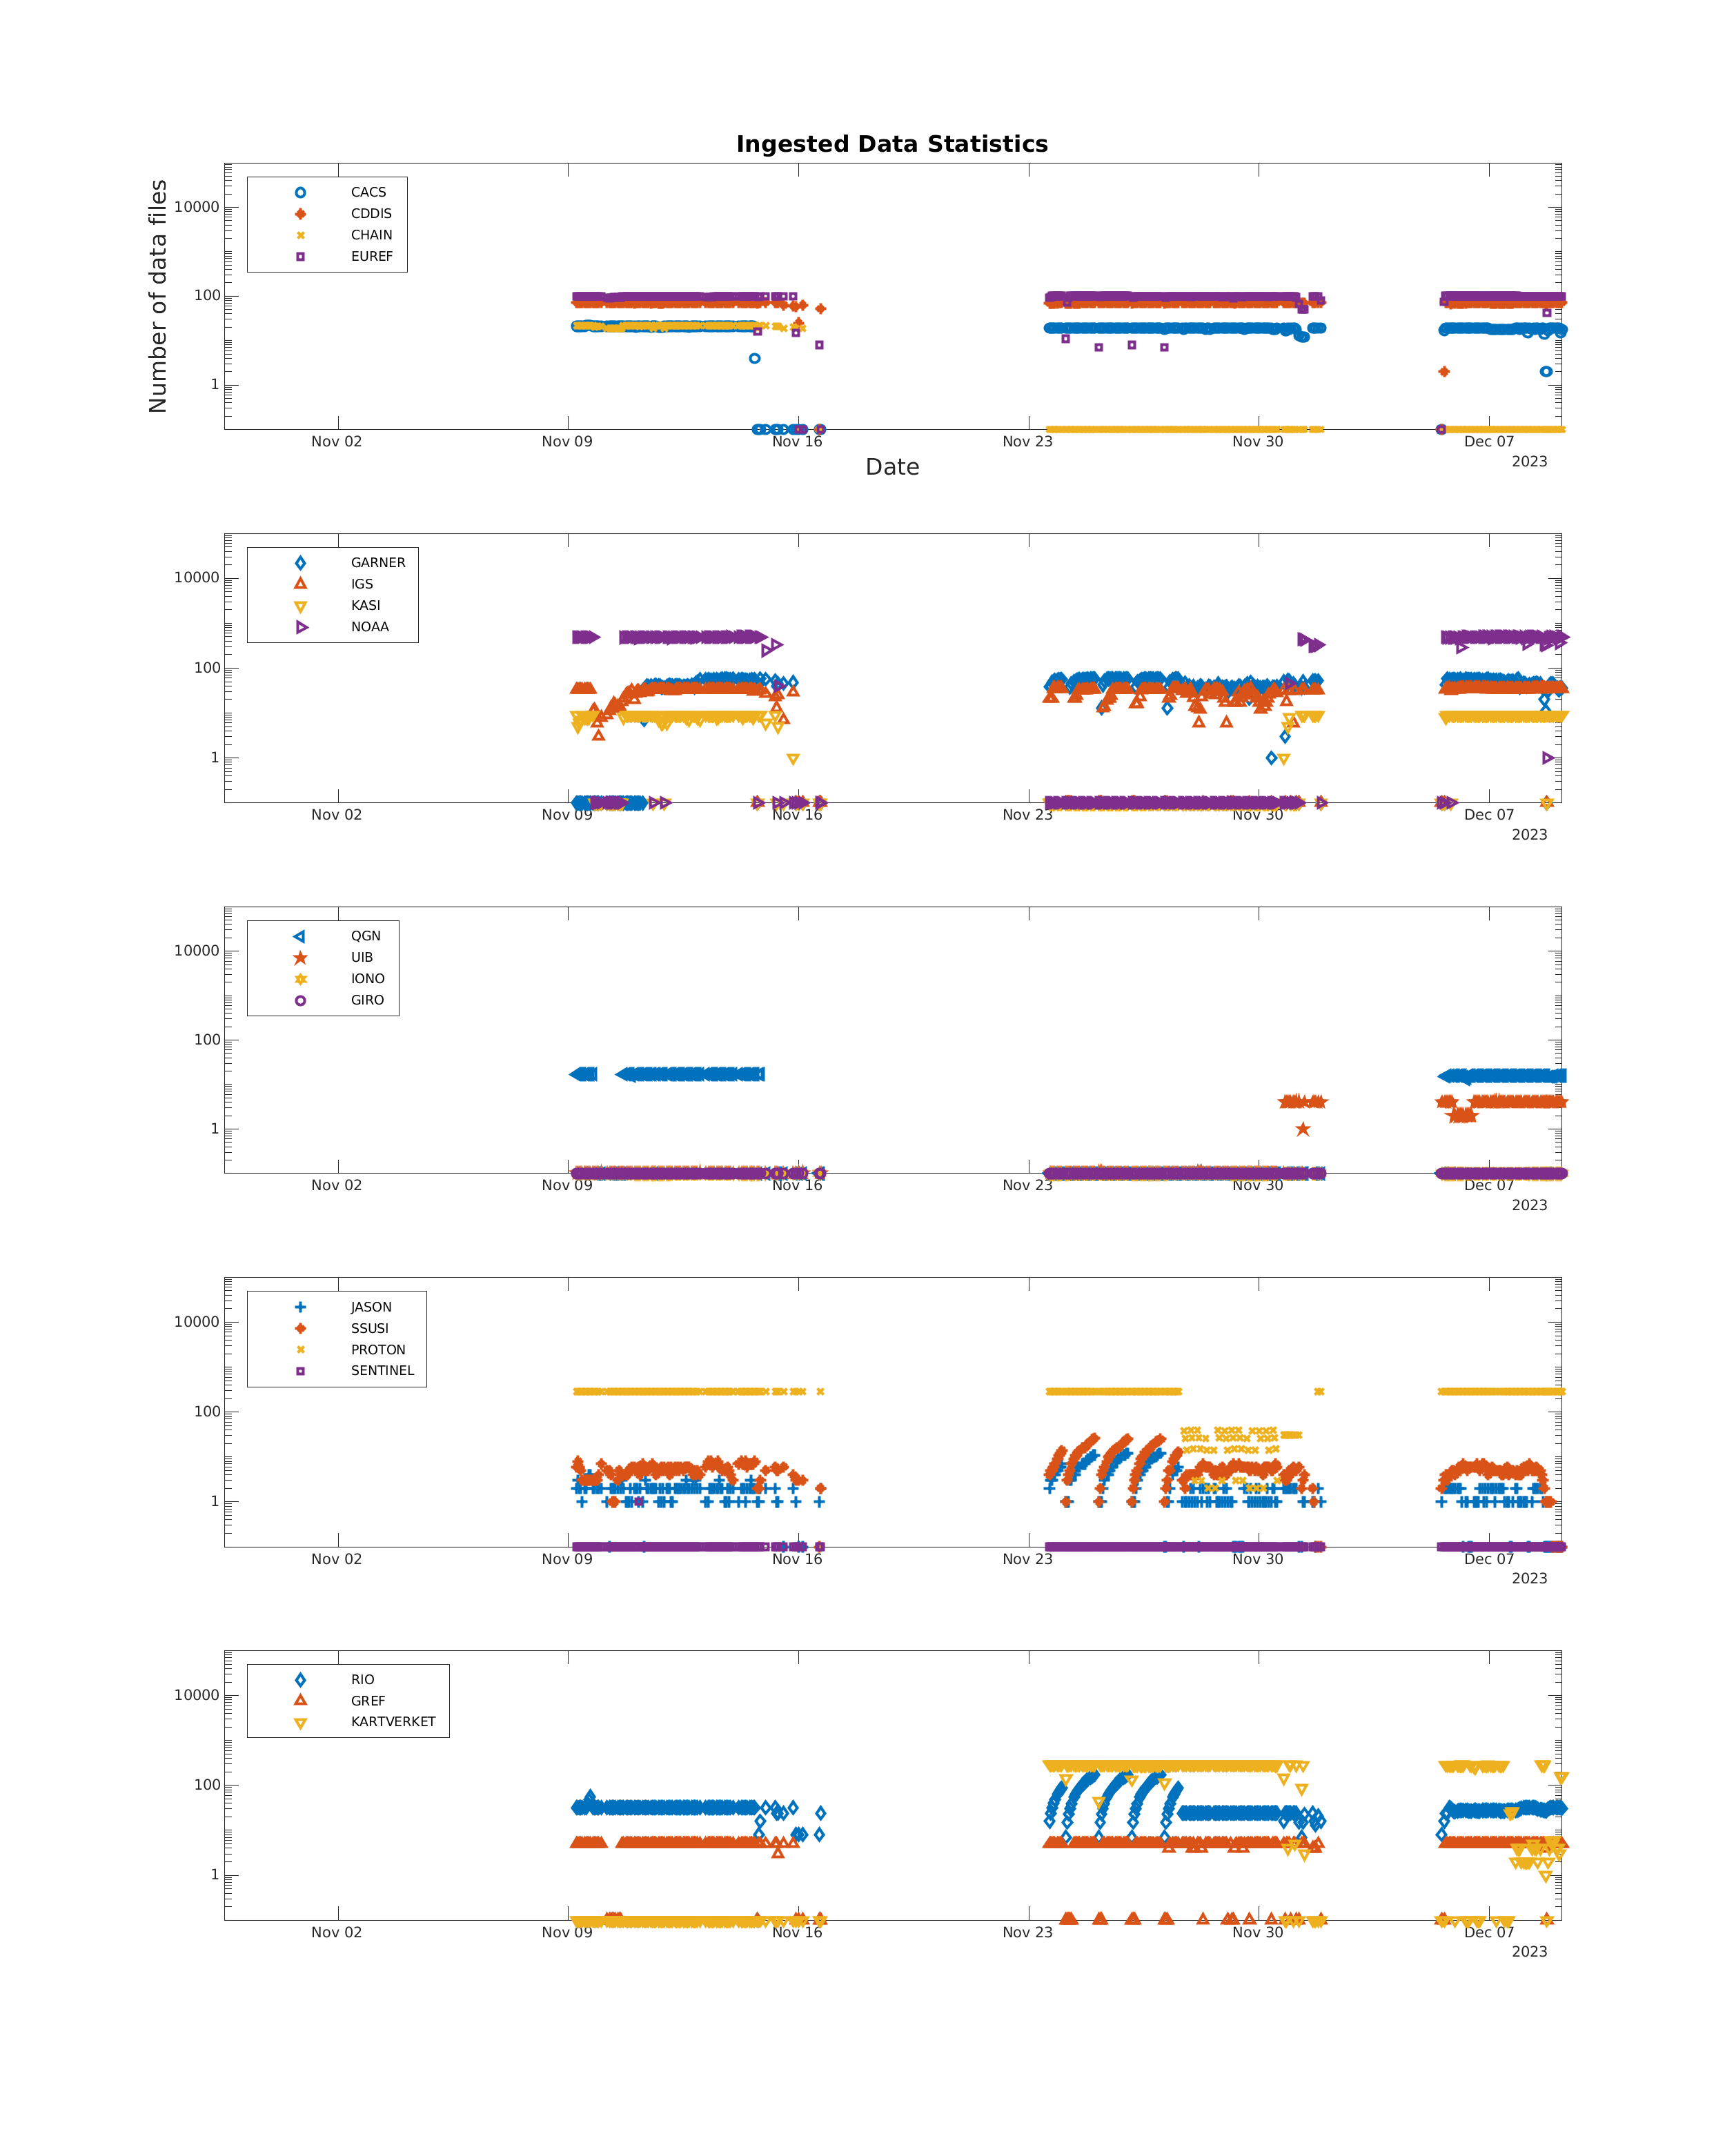 Ingested Data Statistics
Number of data files
10000
100
1
CACS
CDDIS
CHAIN
EUREF
Nov 02 Nov 09 Nov 16 Nov 23 Nov 30 Dec 07
2023
Date
10000
100
1
GARNER
IGS
KASI
NOAA
Nov 02 Nov 09 Nov 16 Nov 23 Nov 30 Dec 07
2023
10000
100
1
QGN
UIB
IONO
GIRO
Nov 02 Nov 09 Nov 16 Nov 23 Nov 30 Dec 07
2023
10000
100
1
JASON
SSUSI
PROTON
SENTINEL
Nov 02 Nov 09 Nov 16 Nov 23 Nov 30 Dec 07
2023
10000
100
1
RIO
GREF
KARTVERKET
Nov 02 Nov 09 Nov 16 Nov 23 Nov 30 Dec 07
2023